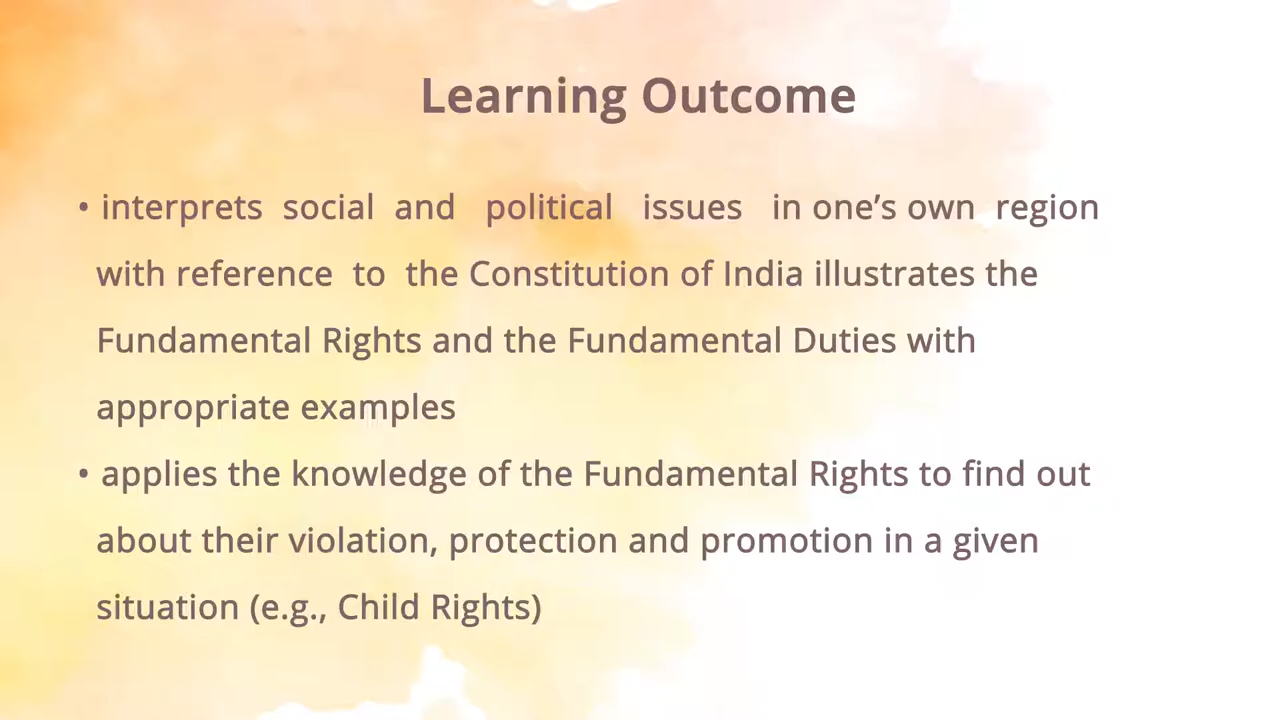 Learning Outcome
• interprets social and political issues in one’s own region
with reference to the Constitution of India illustrates the
Fundamental Rights and the Fundamental Duties with
appropriate examples
• applies the knowledge of the Fundamental Rights to find out
about their violation, protection and promotion in a given
situation (e.g., Child Rights)